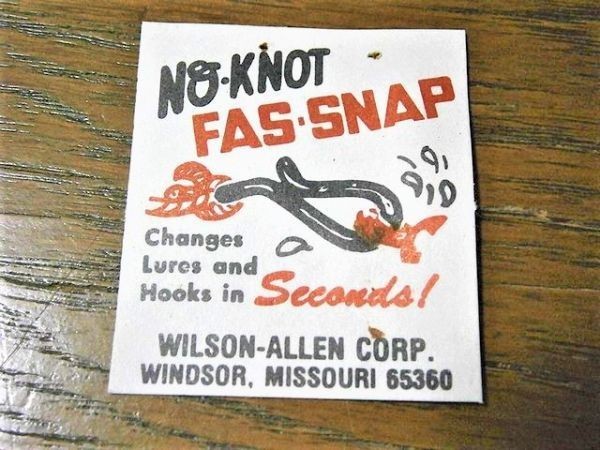 NO·KNOT
FAS·SNAP
Changes
Lures and
Hooks in Seconds!
WILSON-ALLEN CORP.
WINDSOR, MISSOURI 65360